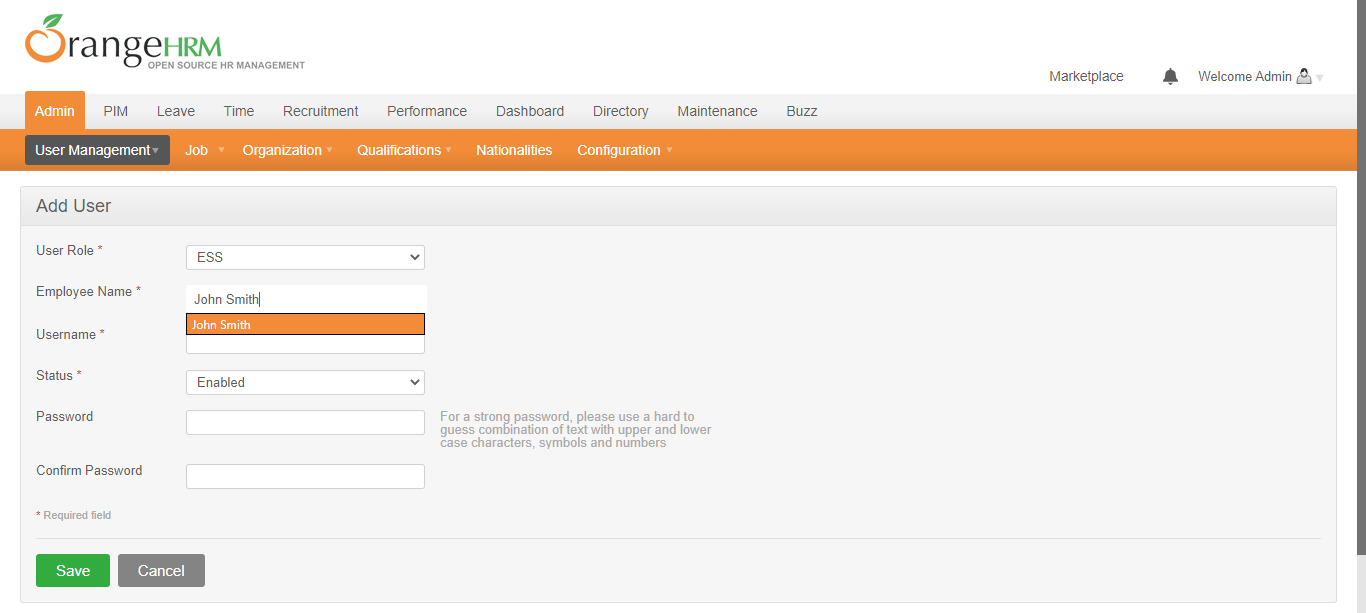 OrangeHRM
OPEN SOURCE HR MANAGEMENT
Marketplace
Welcome Admin
Admin PIM Leave Time Recruitment Performance Dashboard Directory Maintenance Buzz
User Management Job Organization Qualifications Nationalities Configuration
Add User
User Role * ESS
Employee Name * John Smith
John Smith
Username *
Status * Enabled
Password
For a strong password, please use a hard to
guess combination of text with upper and lower
case characters, symbols and numbers
Confirm Password
* Required field
Save Cancel